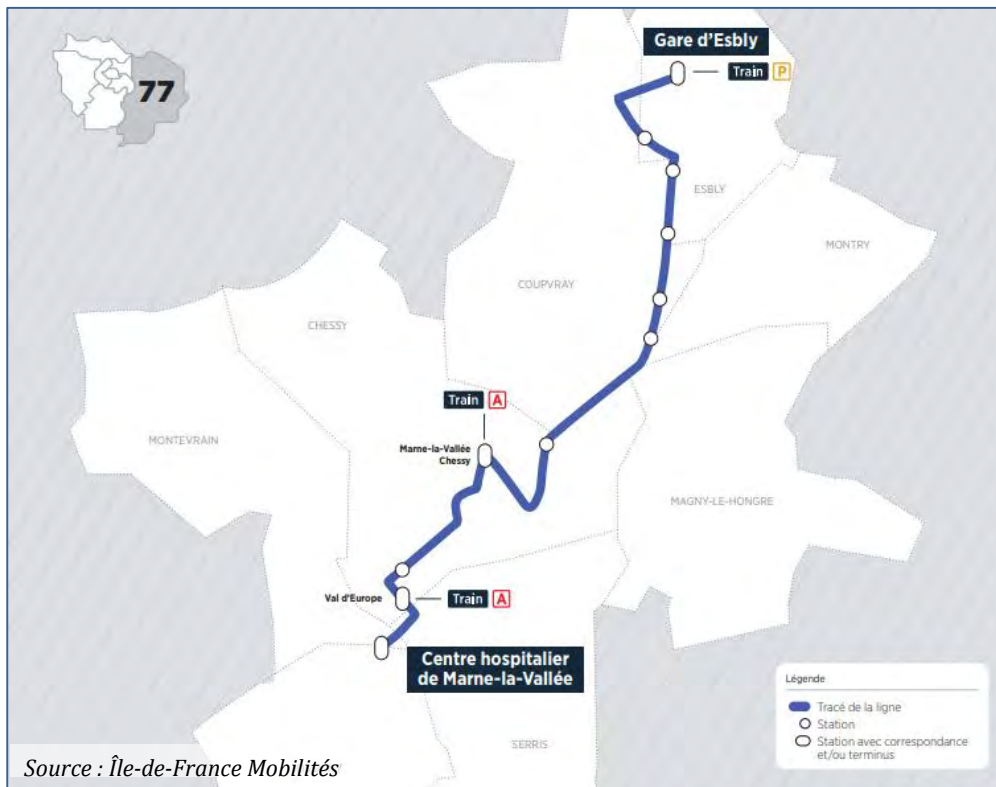 Gare d'Esbly
Train P
77
ESBLY
MONTRY
COUPVRAY
CHESSY
Train A
MONTEVRAIN
Marne-la-Vallée
Chessy
MAGNY-LE-HONGRE
Val d'Europe
Train A
Centre hospitalier
de Marne-la-Vallée
Légende
Tracé de la ligne
Station
Station avec correspondance
et/ou terminus
SERRIS
Source : Île-de-France Mobilités